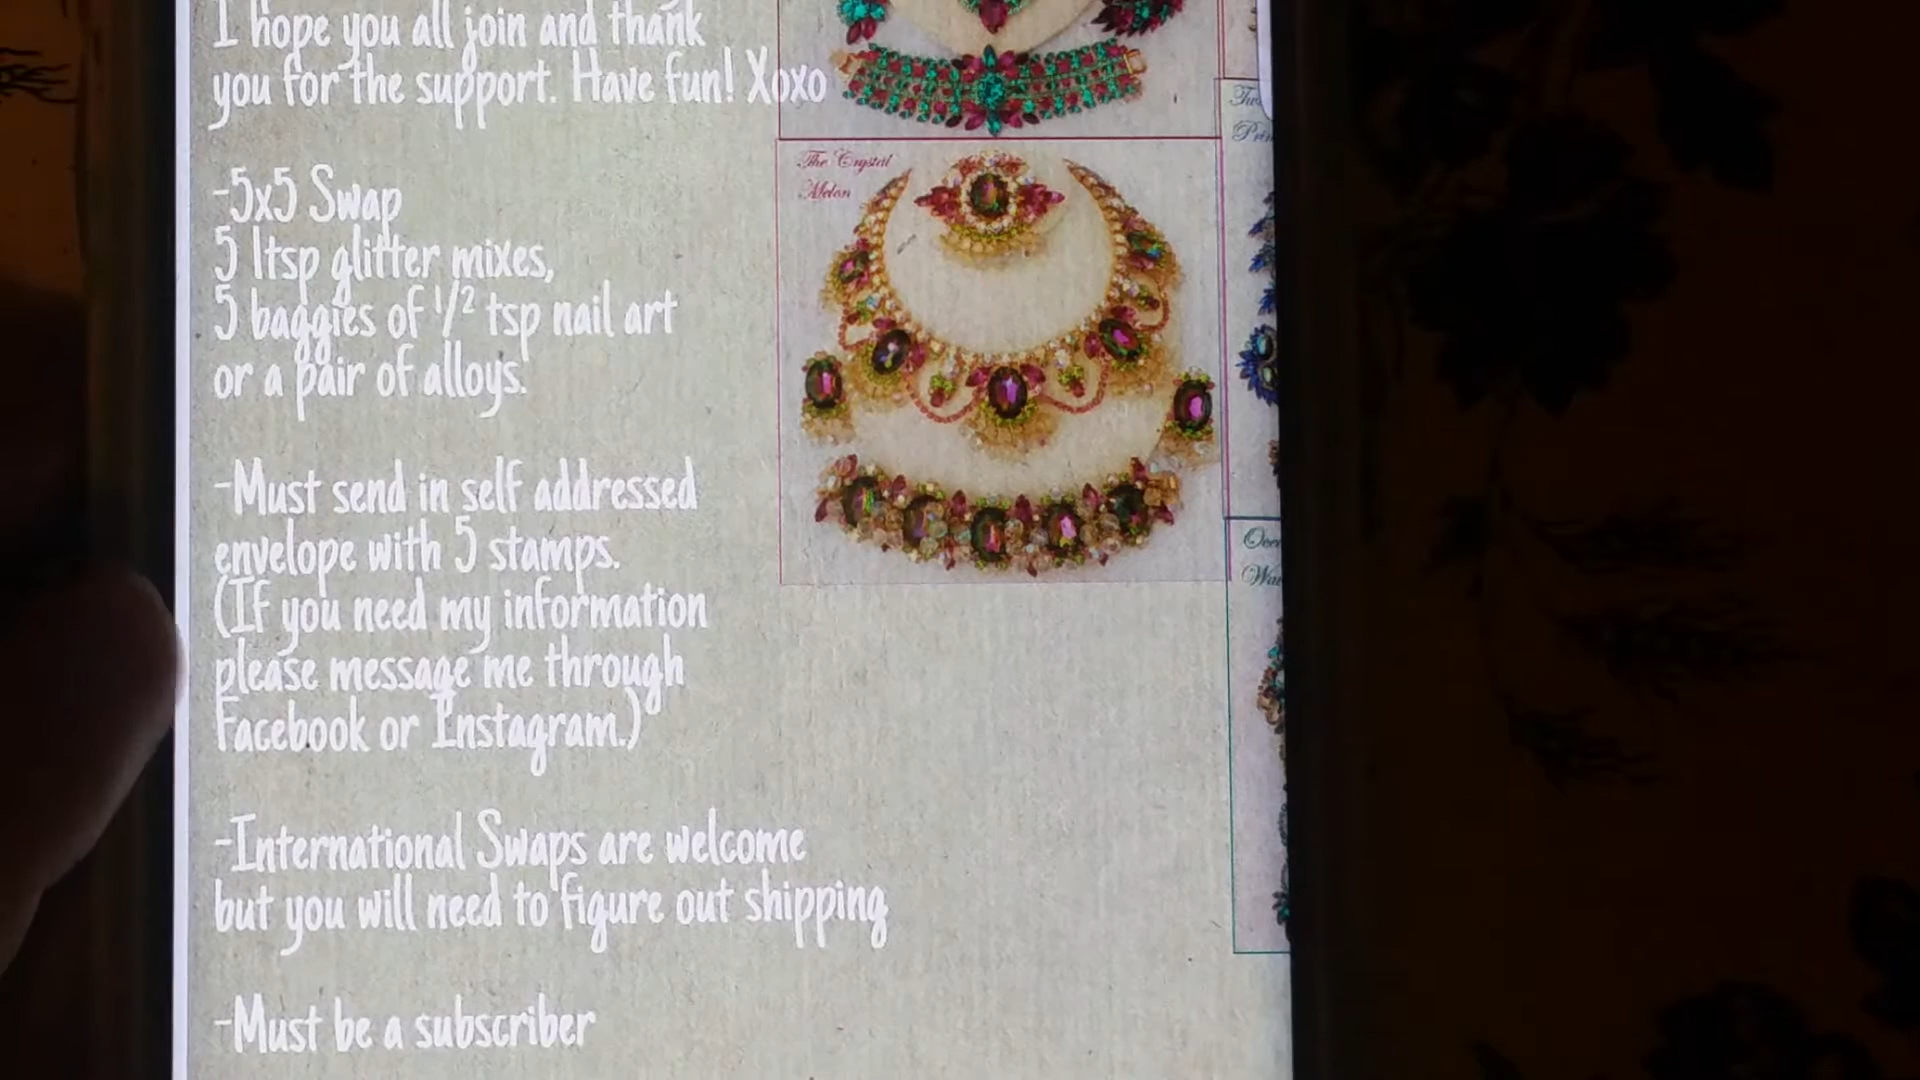 I hope you all join and thank
you for the support. Have fun! Xoxo
-5x5 Swap
5 1tsp glitter mixes,
5 baggies of 1/2 tsp nail art
or a pair of alloys.
-Must send in self addressed
envelope with 5 stamps.
(If you need my information
please message me through
Facebook or Instagram.)
-International Swaps are welcome
but you will need to figure out shipping
-Must be a subscriber
The Crystal
Melon